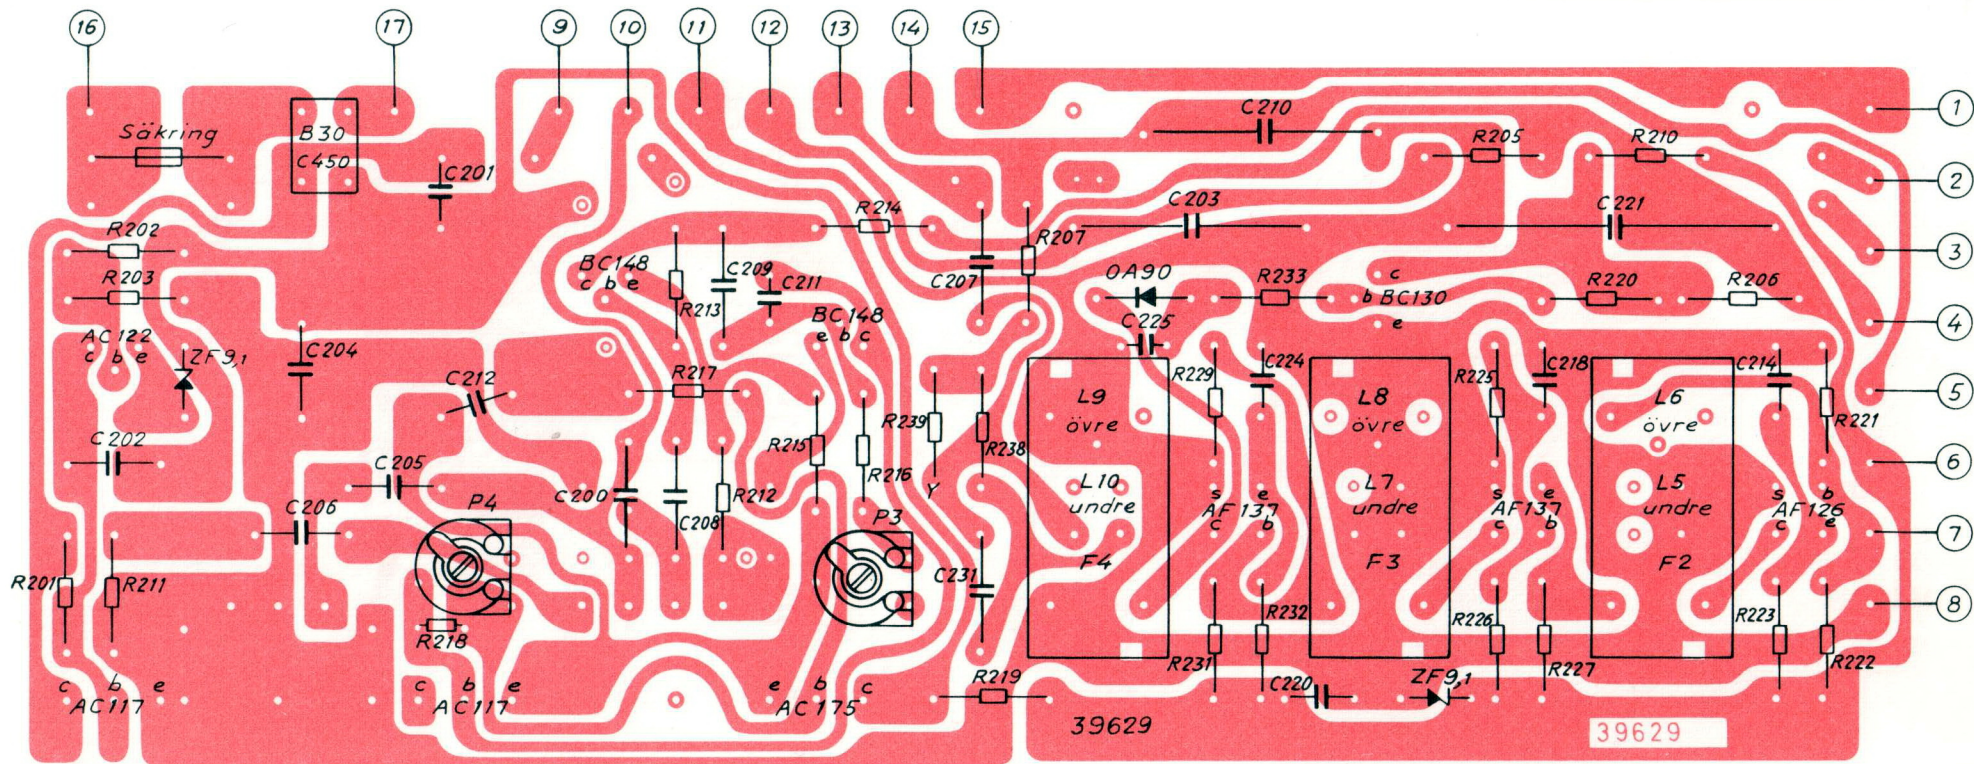 16
17
9
10
11
12
13
14
15
1
2
3
4
5
6
7
8
Säkring
B30
C450
C201
C210
R205
R210
R202
R203
R214
C203
C221
R207
BC148
c b e
C209
C211
R213
C207
OA90
R233
c
b BC130
e
R220
R206
AC122
c b e
ZF9,1
C204
BC148
e b c
C225
C212
R217
R229
C224
R225
C218
C214
R221
L9
övre
L8
övre
L6
övre
C202
C205
R215
R216
R239
R238
Y
C206
P4
C200
C208
R212
P3
L10
undre
L7
undre
L5
undre
s e
AF137
c b
s e
AF137
c b
s b
AF126
c e
F4
F3
F2
R201
R211
R218
C231
R231
R232
R226
R227
R223
R222
c b e
AC117
c b e
AC117
e b c
AC175
R219
C220
ZF9,1
39629
39629